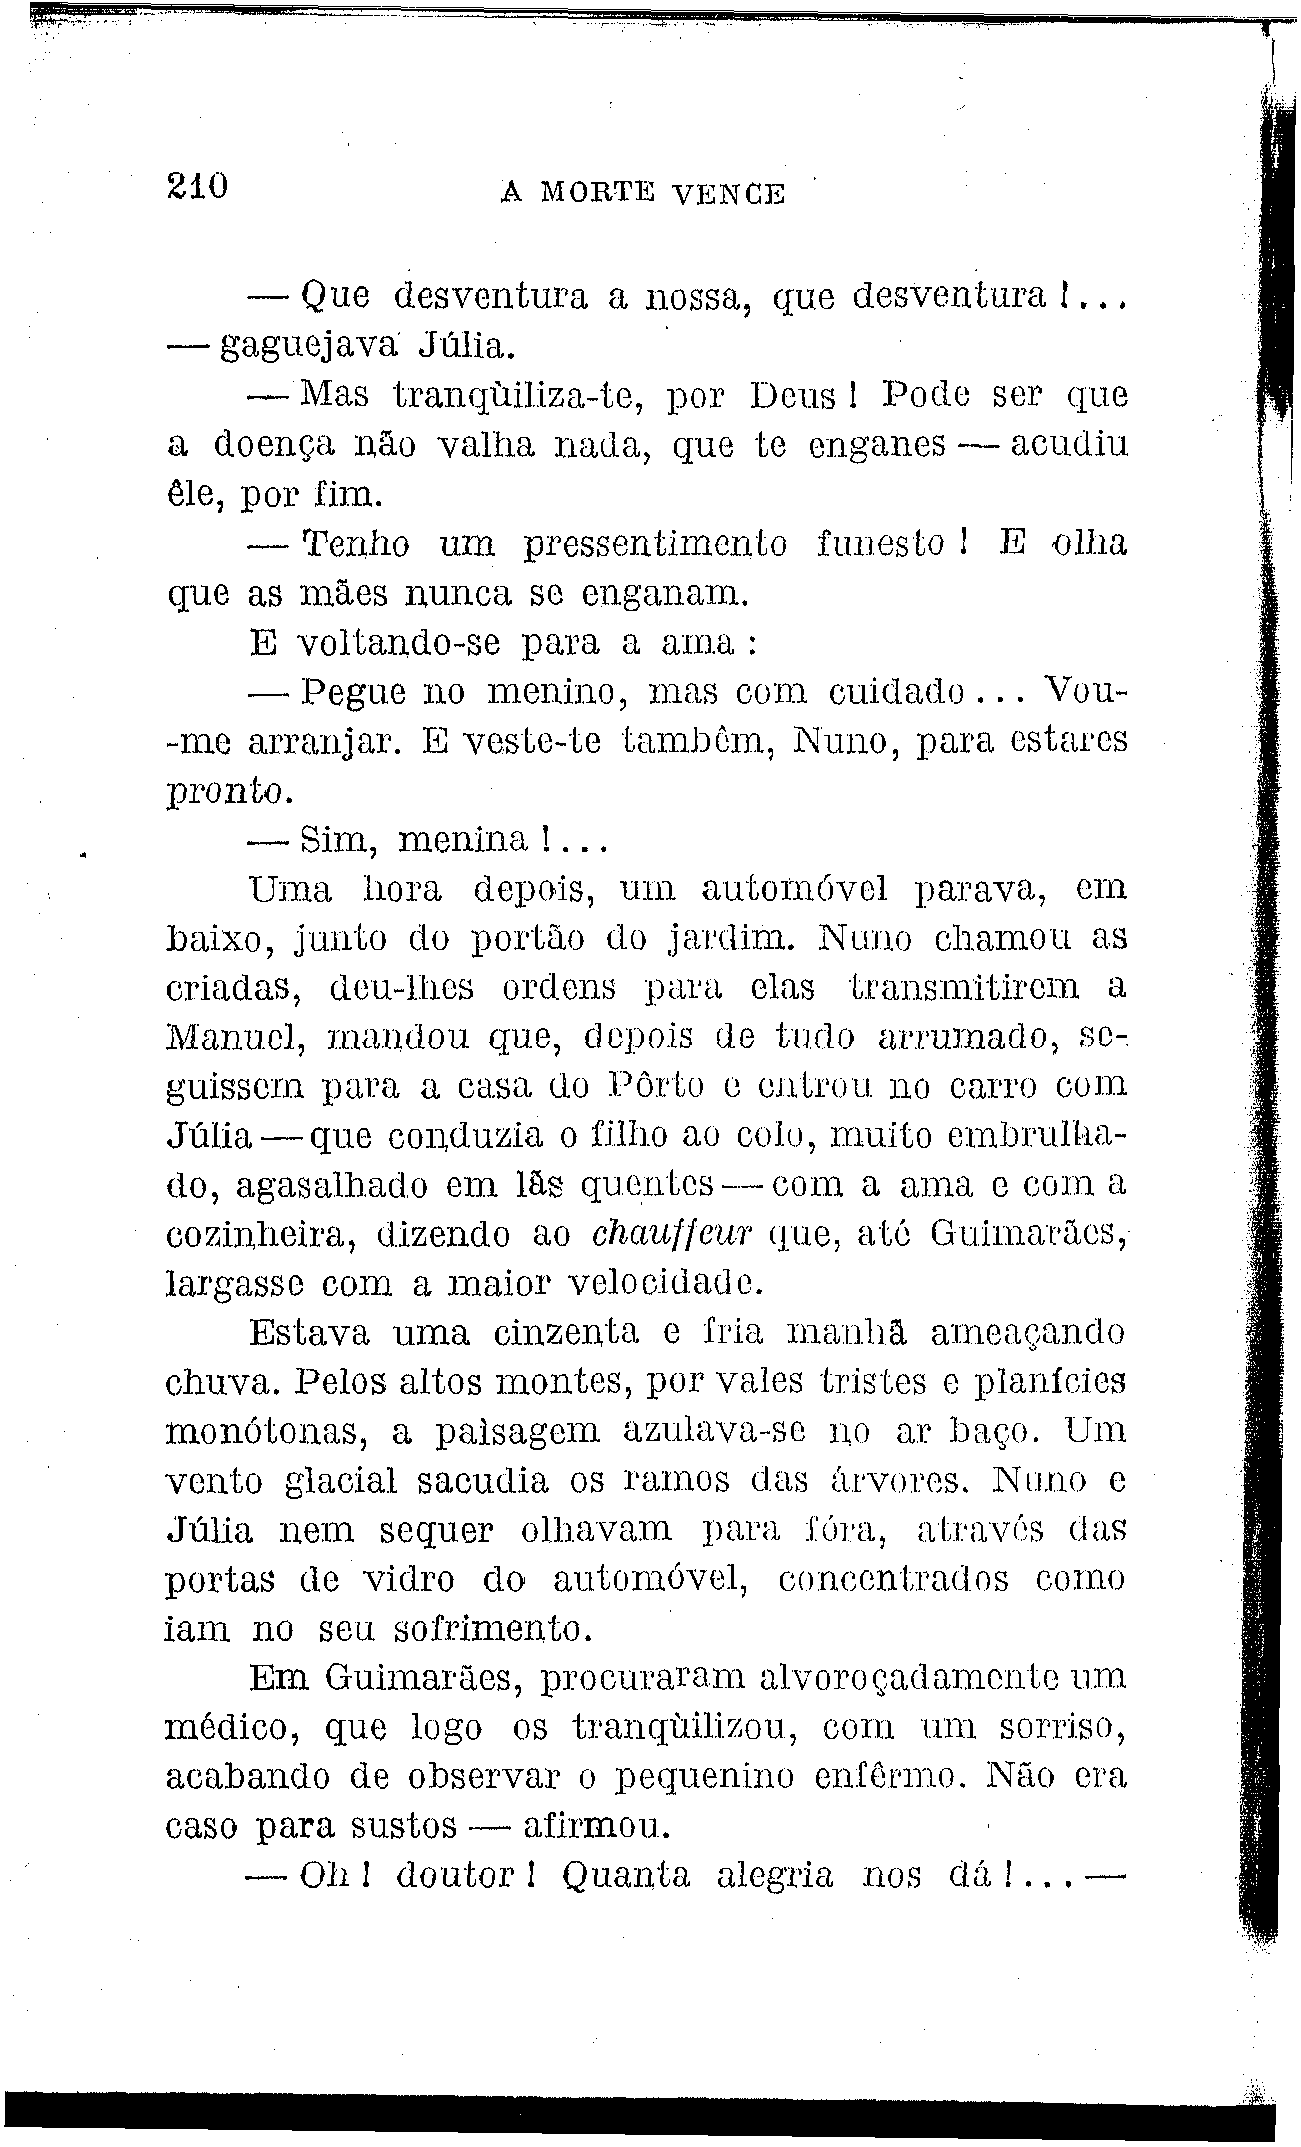 210 A MORTE VENCE
— Que desventura a nossa, que desventura !...
— gaguejava Júlia.
— Mas tranqùiliza-te, por Deus ! Pode ser que
a doença não valha nada, que te enganes — acudiu
êle, por fim.
— Tenho um pressentimento funesto ! E olha
que as mães nunca se enganam.
E voltando-se para a ama :
— Pegue no menino, mas com cuidado... Vou-
-me arranjar. E veste-te também, Nuno, para estares
pronto.
— Sim, menina !...
Uma hora depois, um automóvel parava, em
baixo, junto do portão do jardim. Nuno chamou as
criadas, deu-lhes ordens para elas transmitirem a
Manuel, mandou que, depois de tudo arrumado, se-
guissem para a casa do Pôrto e entrou no carro com
Júlia — que conduzia o filho ao colo, muito embrulha-
do, agasalhado em lãs quentes — com a ama e com a
cozinheira, dizendo ao chauffeur que, até Guimarães,
largasse com a maior velocidade.
Estava uma cinzenta e fria manhã ameaçando
chuva. Pelos altos montes, por vales tristes e planícies
monótonas, a paìsagem azulava-se no ar baço. Um
vento glacial sacudia os ramos das árvores. Nuno e
Júlia nem sequer olhavam para fóra, através das
portas de vidro do automóvel, concentrados como
iam no seu sofrimento.
Em Guimarães, procuraram alvoroçadamente um
médico, que logo os tranqùilizou, com um sorriso,
acabando de observar o pequenino enfêrmo. Não era
caso para sustos — afirmou.
— Oh ! doutor ! Quanta alegria nos dá !... —